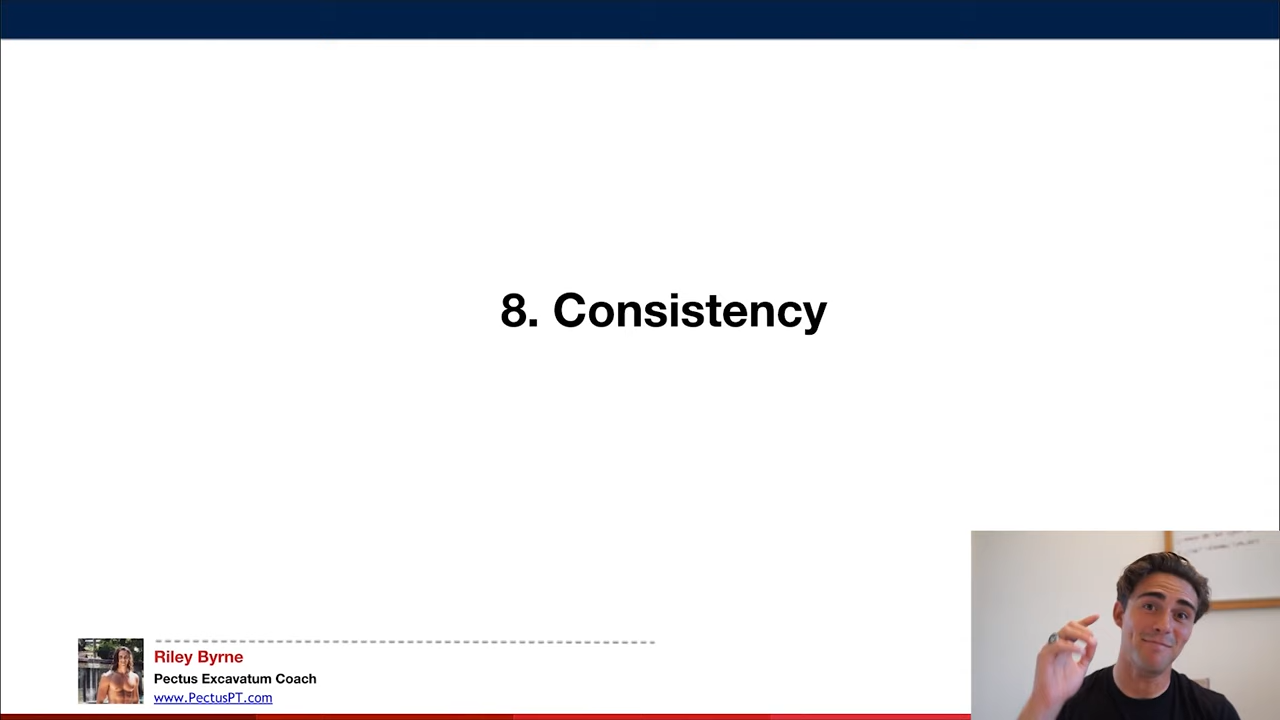 8. Consistency
Riley Byrne
Pectus Excavatum Coach
www.PectusPT.com